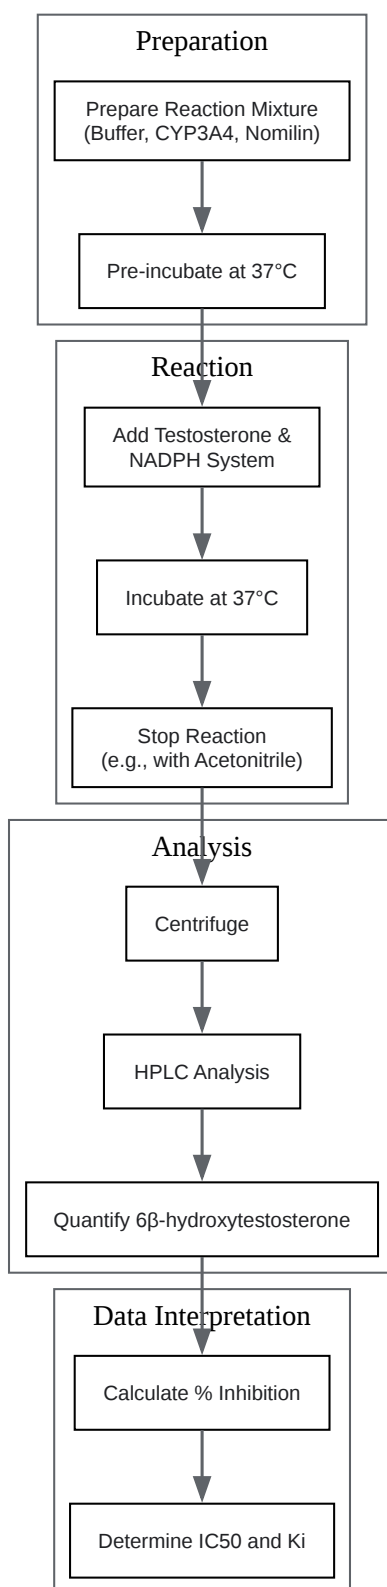 Preparation
Prepare Reaction Mixture
(Buffer, CYP3A4, Nomilin)
Pre-incubate at 37°C
Reaction
Add Testosterone &
NADPH System
Incubate at 37°C
Stop Reaction
(e.g., with Acetonitrile)
Analysis
Centrifuge
HPLC Analysis
Quantify 6β-hydroxytestosterone
Data Interpretation
Calculate % Inhibition
Determine IC50 and Ki